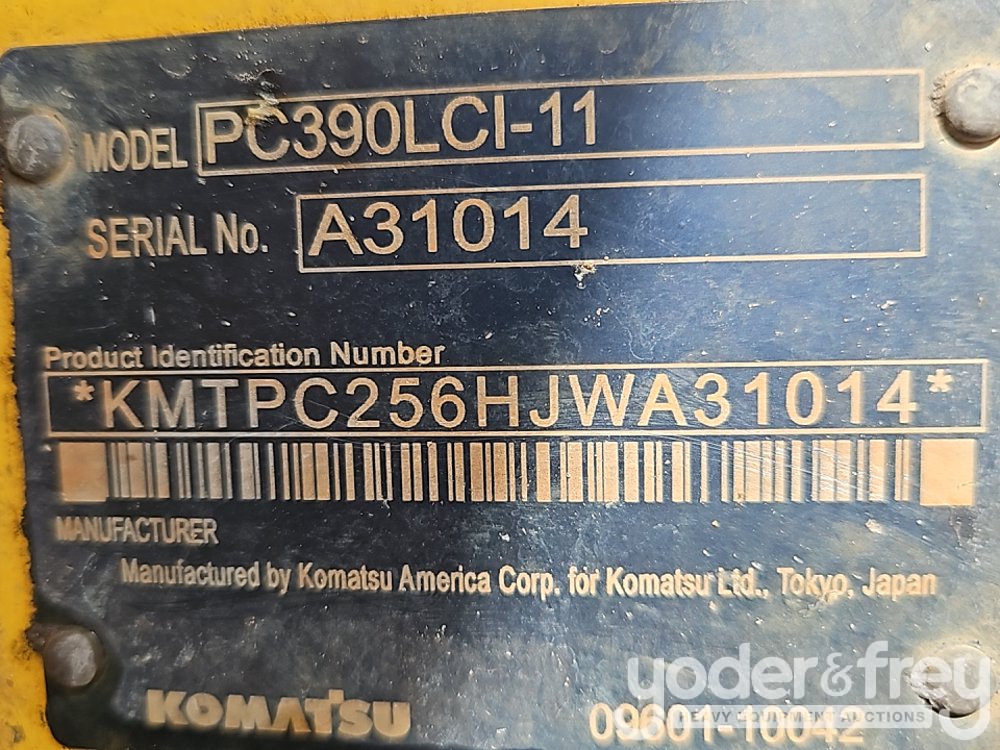 MODEL PC390LCI-11
SERIAL No. A31014
Product Identification Number
*KMTPC256HJWA31014*
MANUFACTURER
Manufactured by Komatsu America Corp. for Komatsu Ltd., Tokyo, Japan
KOMATSU
09601-10042
yoder&frey
HEAVY EQUIPMENT AUCTIONS